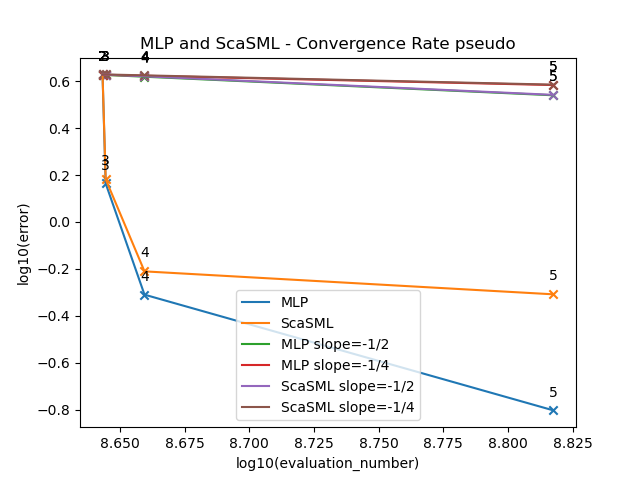 MLP and ScaSML - Convergence Rate pseudo
log10(error)
0.6
0.4
0.2
0.0
−0.2
−0.4
−0.6
−0.8
2
3
4
5
5
3
3
4
4
5
5
MLP
ScaSML
MLP slope=-1/2
MLP slope=-1/4
ScaSML slope=-1/2
ScaSML slope=-1/4
8.650 8.675 8.700 8.725 8.750 8.775 8.800 8.825
log10(evaluation_number)